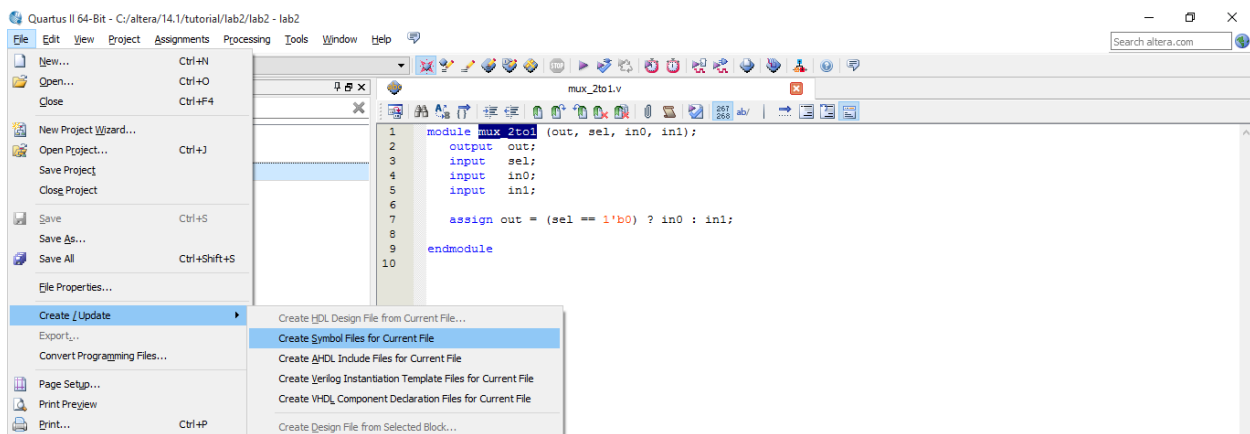 Quartus II 64-Bit - C:/altera/14.1/tutorial/lab2/lab2 - lab2
File Edit View Project Assignments Processing Tools Window Help
Search altera.com
New... Ctrl+N
Open... Ctrl+O
Close Ctrl+F4
New Project Wizard...
Open Project... Ctrl+J
Save Project
Close Project
Save Ctrl+S
Save As...
Save All Ctrl+Shift+S
File Properties...
Create / Update
Export...
Convert Programming Files...
Page Setup...
Print Preview
Print... Ctrl+P
Create HDL Design File from Current File...
Create Symbol Files for Current File
Create AHDL Include Files for Current File
Create Verilog Instantiation Template Files for Current File
Create VHDL Component Declaration Files for Current File
Create Design File from Selected Block...
STOP
mux_2to1.v
267
268 ab/
1 module mux_2to1 (out, sel, in0, in1);
2 output out;
3 input sel;
4 input in0;
5 input in1;
6
7 assign out = (sel == 1'b0) ? in0 : in1;
8
9 endmodule
10